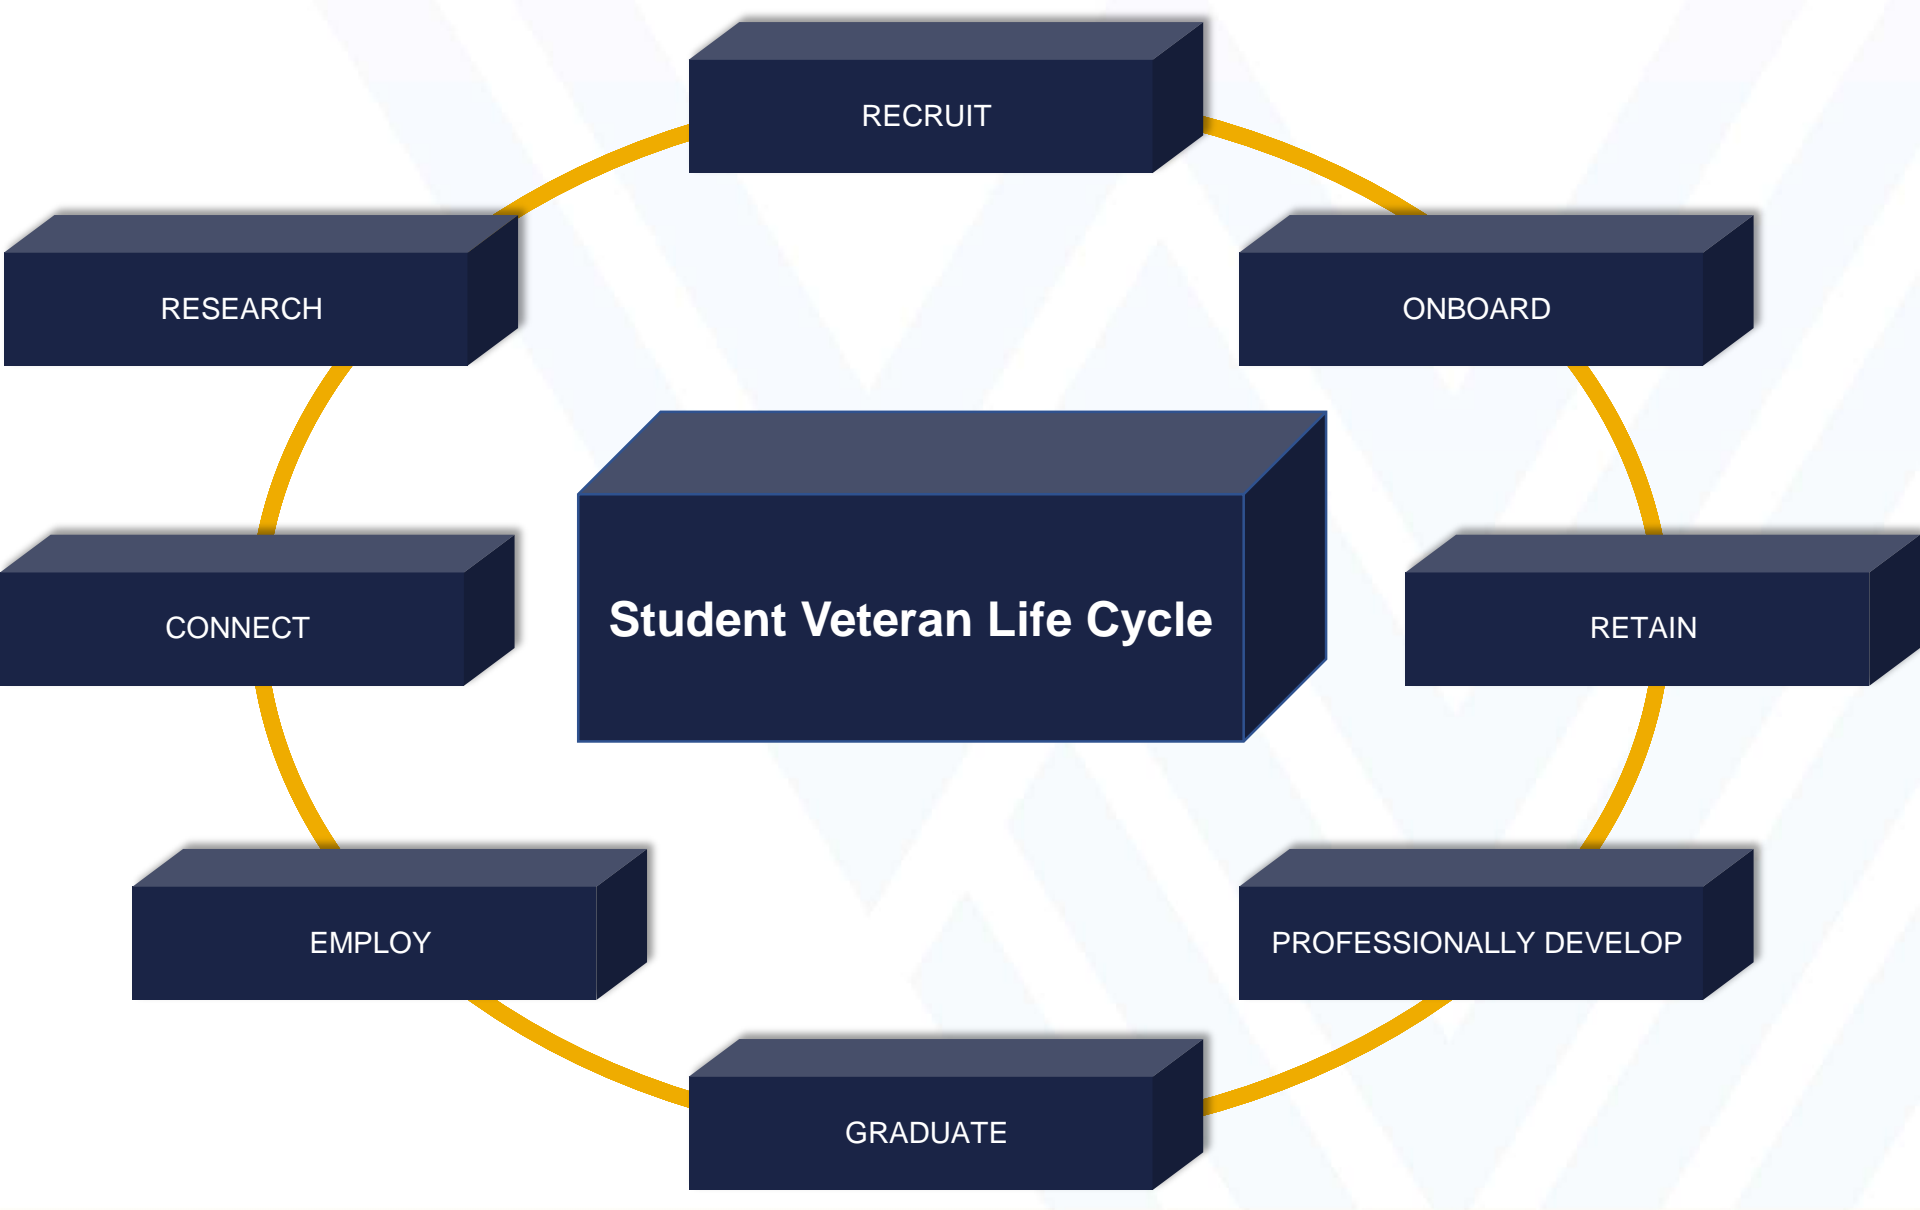 RECRUIT
ONBOARD
RETAIN
PROFESSIONALLY DEVELOP
GRADUATE
EMPLOY
CONNECT
RESEARCH
Student Veteran Life Cycle